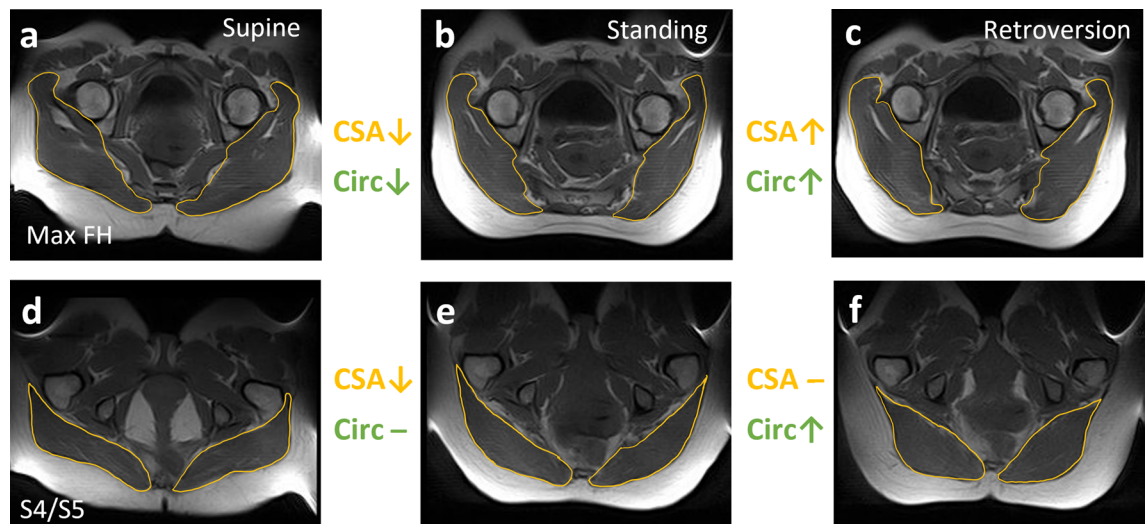 a
Supine
b
Standing
c
Retroversion
CSA↓
Circ↓
CSA↑
Circ↑
Max FH
d
e
f
CSA↓
Circ –
CSA –
Circ↑
S4/S5